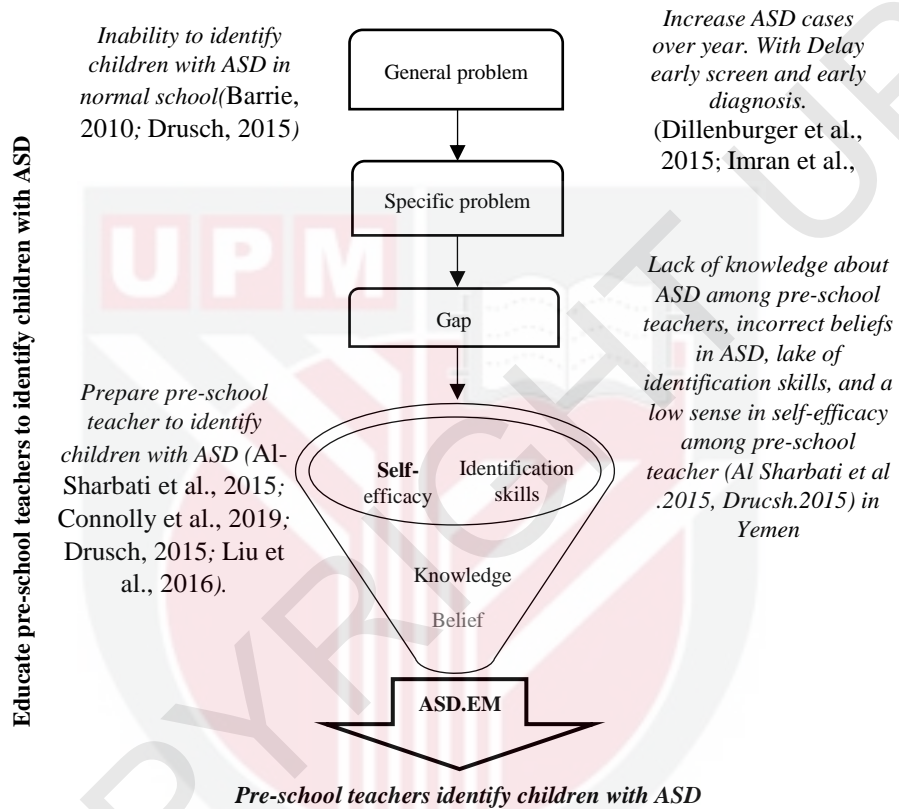 Inability to identify
children with ASD in
normal school(Barrie,
2010; Drusch, 2015)
General problem
Increase ASD cases
over year. With Delay
early screen and early
diagnosis.
(Dillenburger et al.,
2015; Imran et al.,
Specific problem
Gap
Lack of knowledge about
ASD among pre-school
teachers, incorrect beliefs
in ASD, lake of
identification skills, and a
low sense in self-efficacy
among pre-school
teacher (Al Sharbati et al
.2015, Drucsh.2015) in
Yemen
Prepare pre-school
teacher to identify
children with ASD (Al-
Sharbati et al., 2015;
Connolly et al., 2019;
Drusch, 2015; Liu et
al., 2016).
Self-
efficacy
Identification
skills
Knowledge
Belief
ASD.EM
Pre-school teachers identify children with ASD
Educate pre-school teachers to identify children with ASD
UPM
PYRIGHT UP